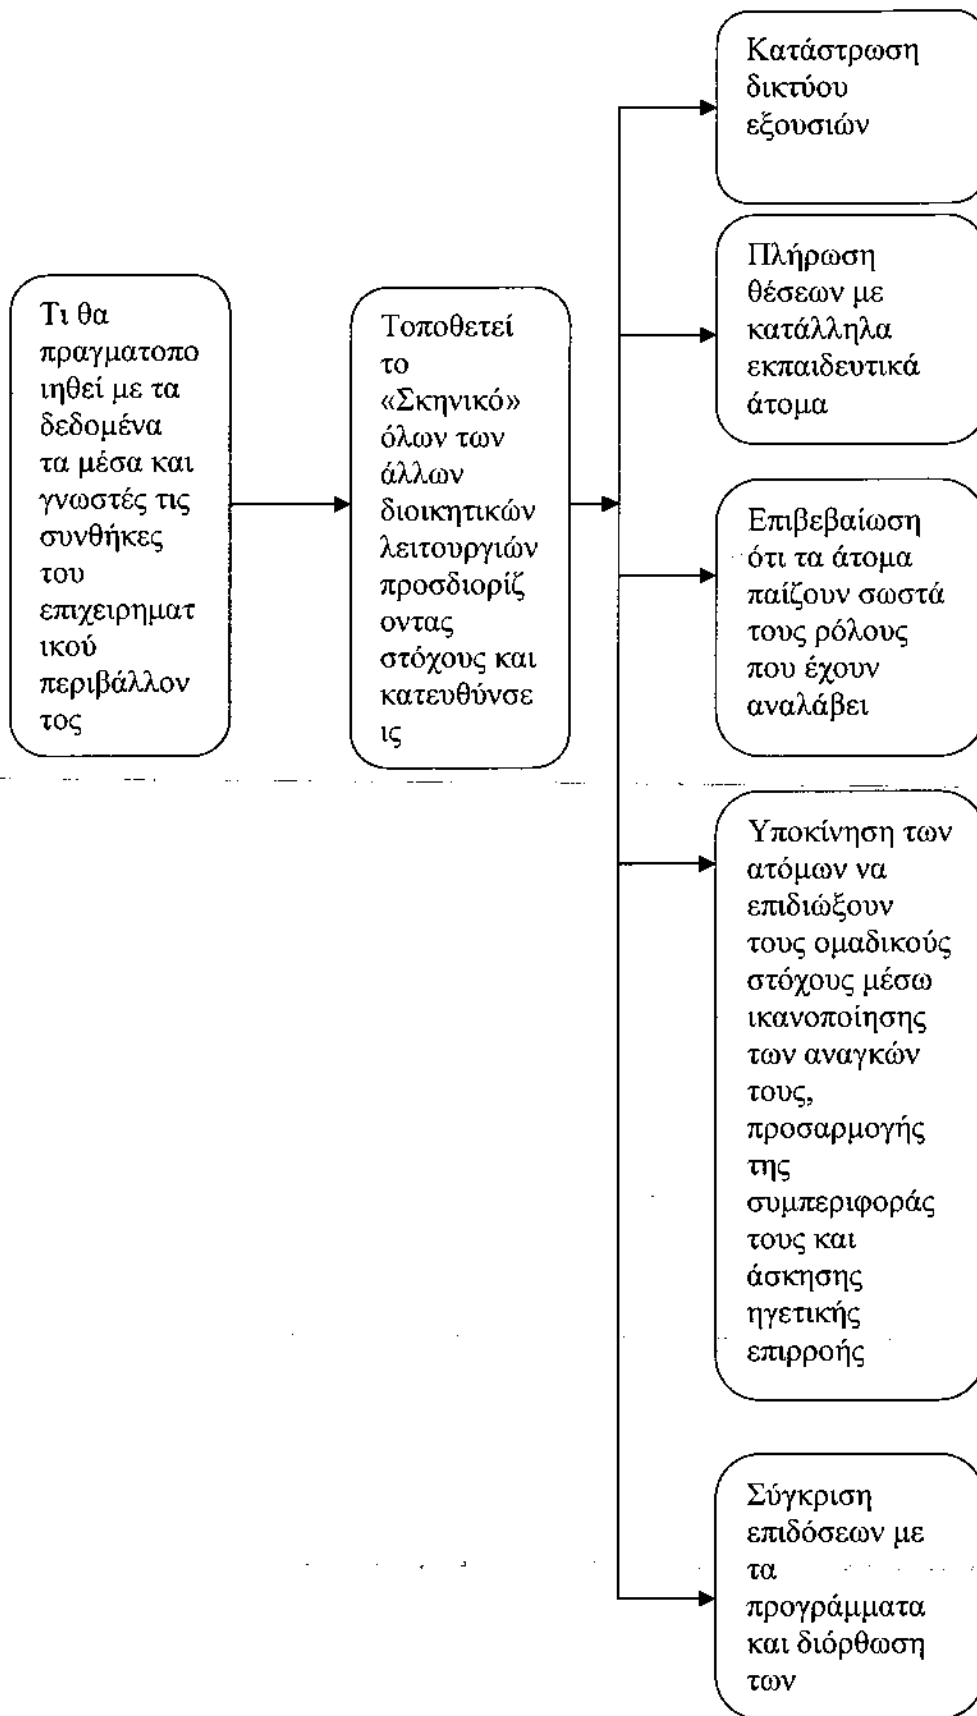 Τι θα
πραγματοπο
ιηθεί με τα
δεδομένα
τα μέσα και
γνωστές τις
συνθήκες
του
επιχειρηματ
ικού
περιβάλλον
τος
Τοποθετεί
το
«Σκηνικό»
όλων των
άλλων
διοικητικών
λειτουργιών
προσδιορίζ
οντας
στόχους και
κατευθύνσε
ις
Κατάστρωση
δικτύου
εξουσιών
Πλήρωση
θέσεων με
κατάλληλα
εκπαιδευτικά
άτομα
Επιβεβαίωση
ότι τα άτομα
παίζουν σωστά
τους ρόλους
που έχουν
αναλάβει
Υποκίνηση των
ατόμων να
επιδιώξουν
τους ομαδικούς
στόχους μέσω
ικανοποίησης
των αναγκών
τους,
προσαρμογής
της
συμπεριφοράς
τους και
άσκησης
ηγετικής
επιρροής
Σύγκριση
επιδόσεων με
τα
προγράμματα
και διόρθωση
των